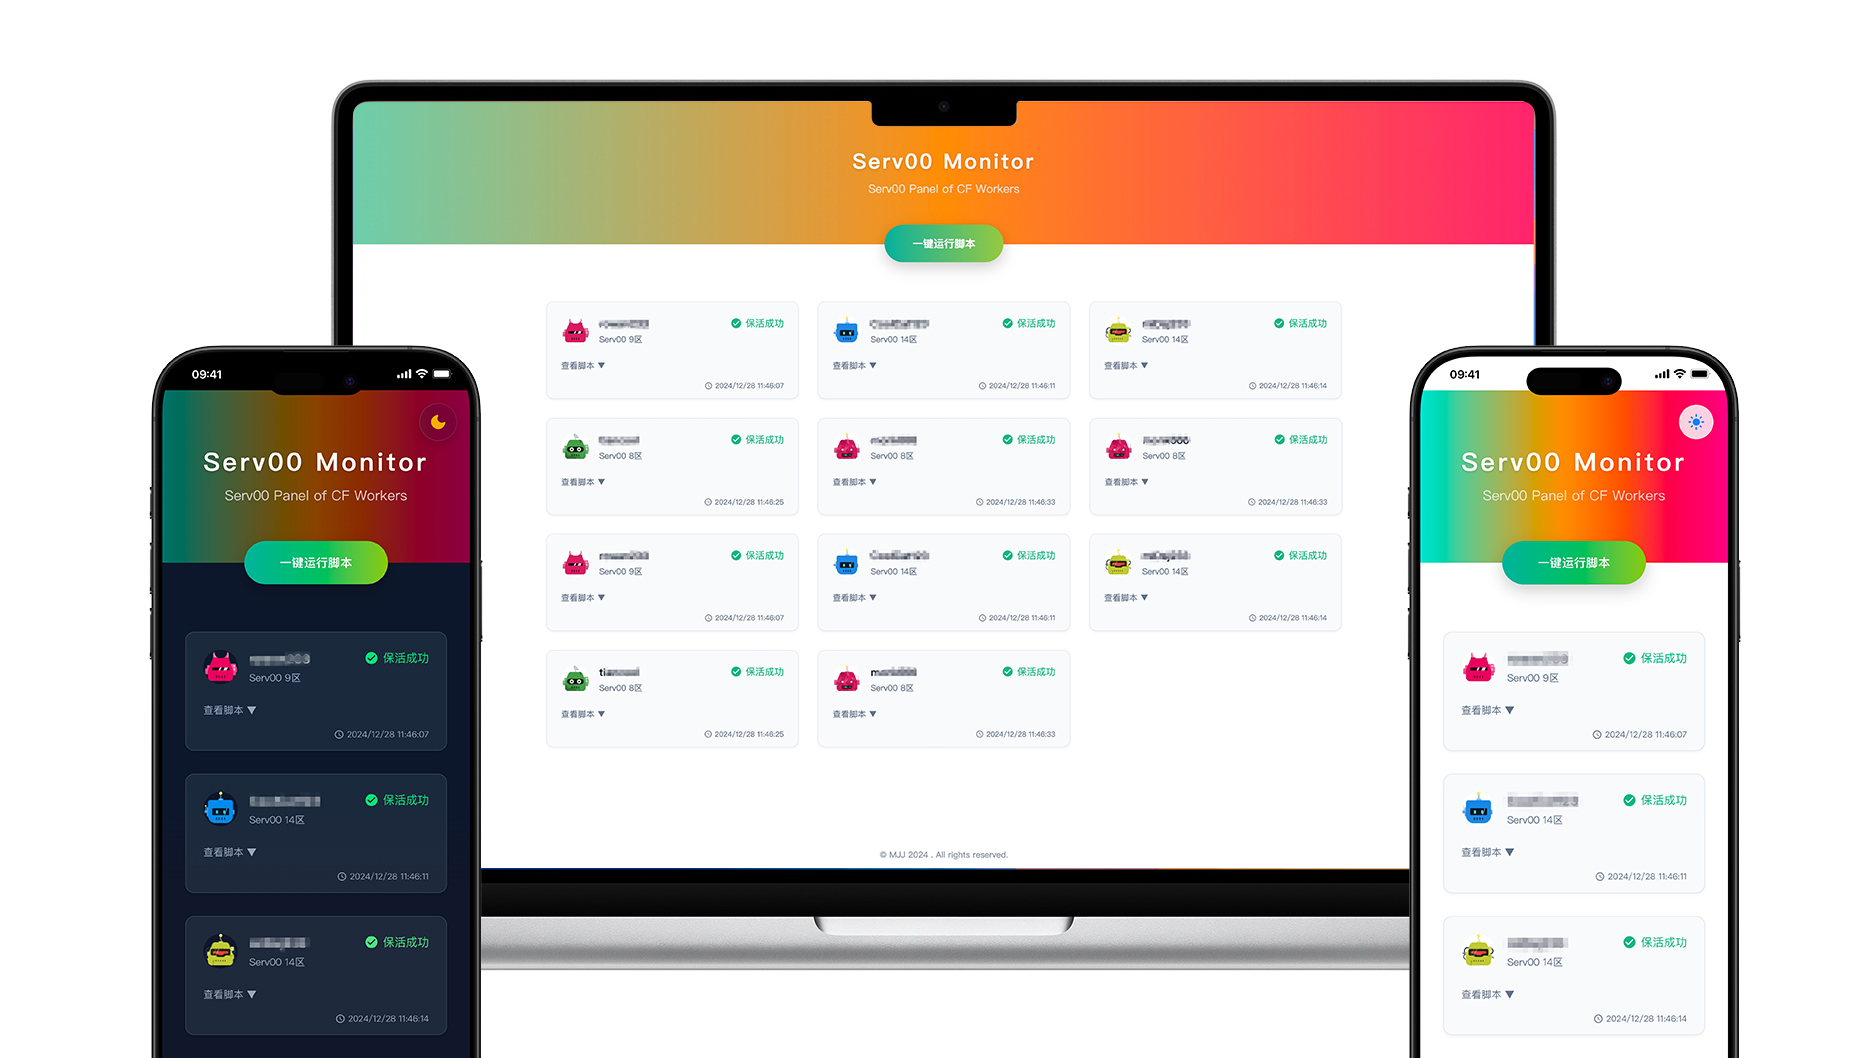 Serv00 Monitor
Serv00 Panel of CF Workers
一键运行脚本
保活成功
Serv00 9区
查看脚本 ▼
2024/12/28 11:46:07
保活成功
Serv00 14区
查看脚本 ▼
2024/12/28 11:46:11
保活成功
Serv00 14区
查看脚本 ▼
2024/12/28 11:46:14
保活成功
Serv00 8区
查看脚本 ▼
2024/12/28 11:46:25
保活成功
Serv00 8区
查看脚本 ▼
2024/12/28 11:46:33
保活成功
Serv00 8区
查看脚本 ▼
2024/12/28 11:46:33
保活成功
Serv00 9区
查看脚本 ▼
2024/12/28 11:46:07
保活成功
Serv00 14区
查看脚本 ▼
2024/12/28 11:46:11
保活成功
Serv00 14区
查看脚本 ▼
2024/12/28 11:46:14
保活成功
Serv00 8区
查看脚本 ▼
2024/12/28 11:46:25
保活成功
Serv00 8区
查看脚本 ▼
2024/12/28 11:46:33
© MJJ 2024 . All rights reserved.
09:41
Serv00 Monitor
Serv00 Panel of CF Workers
一键运行脚本
保活成功
Serv00 9区
查看脚本 ▼
2024/12/28 11:46:07
保活成功
Serv00 14区
查看脚本 ▼
2024/12/28 11:46:11
保活成功
Serv00 14区
查看脚本 ▼
2024/12/28 11:46:14
09:41
Serv00 Monitor
Serv00 Panel of CF Workers
一键运行脚本
保活成功
Serv00 9区
查看脚本 ▼
2024/12/28 11:46:07
保活成功
Serv00 14区
查看脚本 ▼
2024/12/28 11:46:11
保活成功
Serv00 14区
查看脚本 ▼
2024/12/28 11:46:14